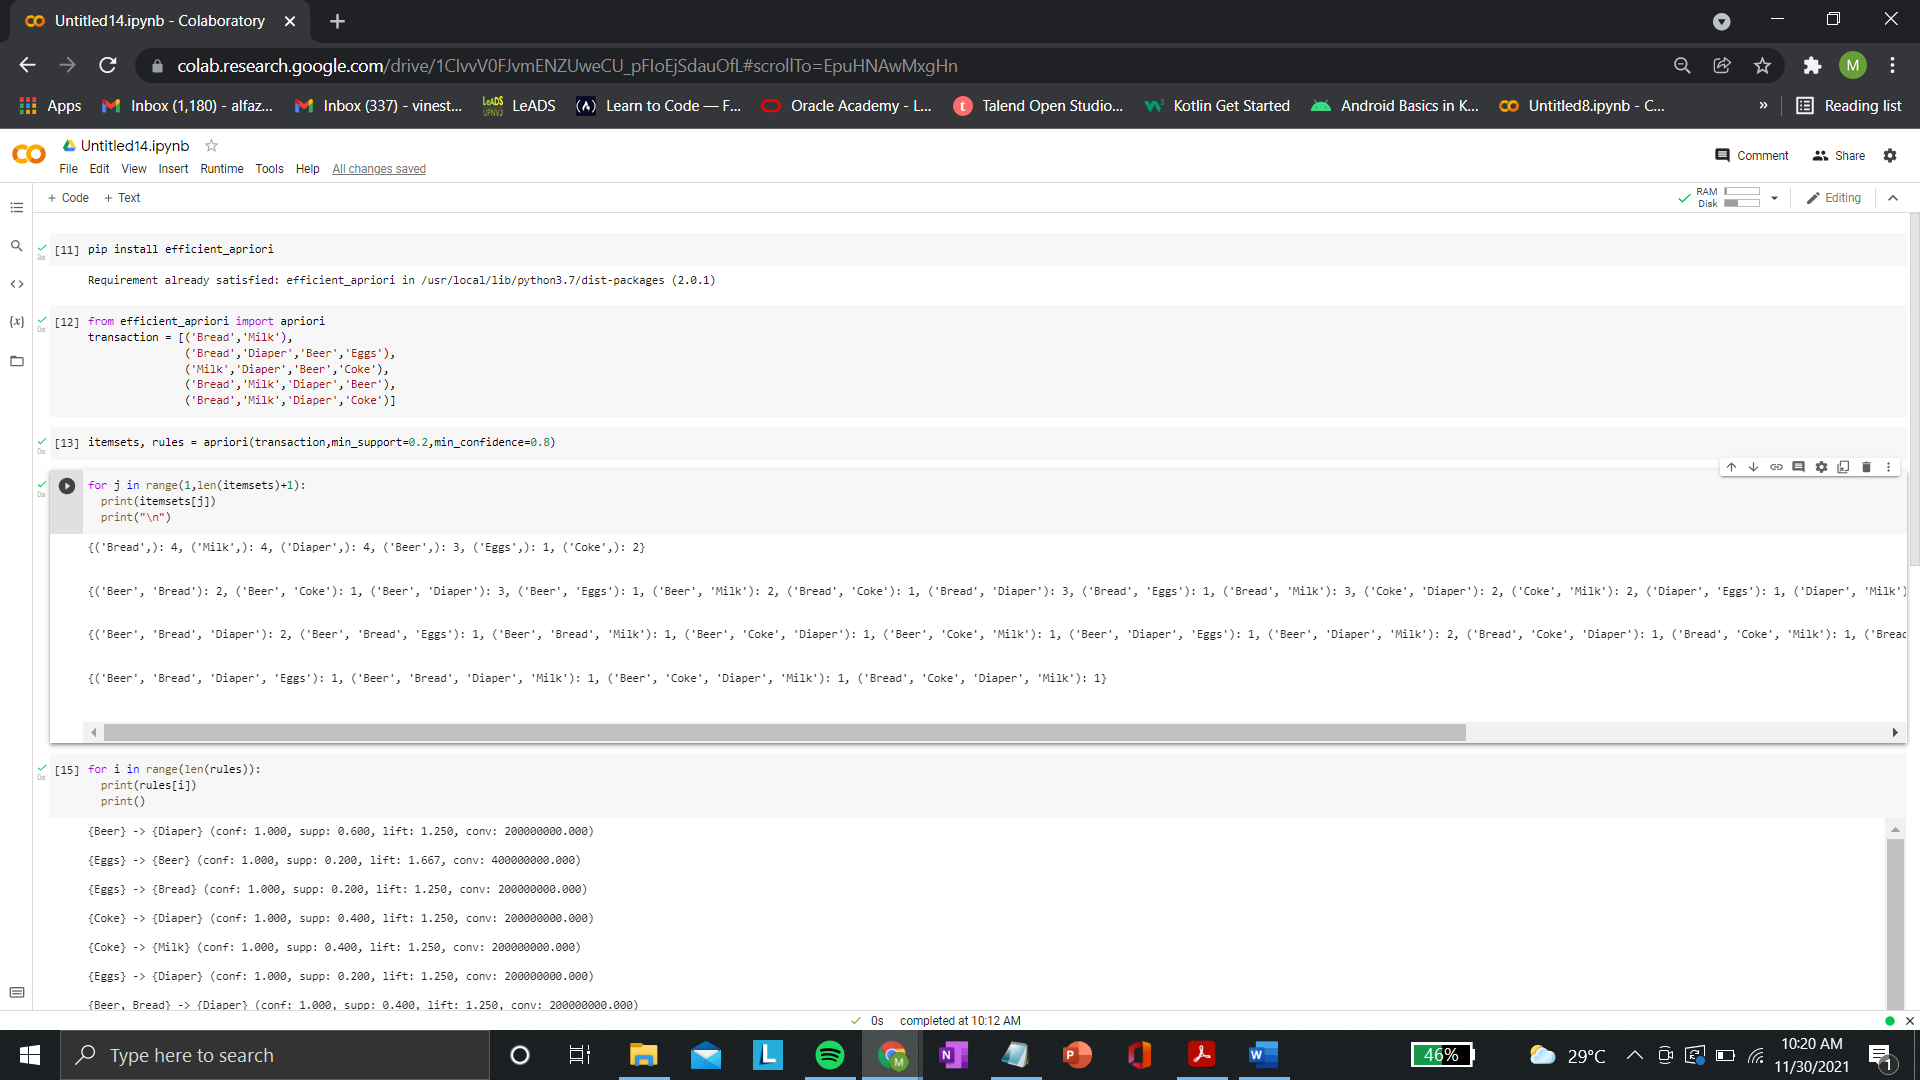 Untitled14.ipynb - Colaboratory
colab.research.google.com/drive/1ClvvV0FJvmENZUweCU_pFIoEjSdauOfL#scrollTo=EpuHNAwMxgHn
M
Apps Inbox (1,180) - alfaz... Inbox (337) - vinest... LeADS UPNVJ LeADS Learn to Code — F... Oracle Academy - L... Talend Open Studio... Kotlin Get Started Android Basics in K... Untitled8.ipynb - C... » Reading list
Untitled14.ipynb
File Edit View Insert Runtime Tools Help All changes saved
Comment Share
+ Code + Text
RAM
Disk
Editing
[11] pip install efficient_apriori
3s
Requirement already satisfied: efficient_apriori in /usr/local/lib/python3.7/dist-packages (2.0.1)
[12] from efficient_apriori import apriori
0s
transaction = [('Bread','Milk'),
('Bread','Diaper','Beer','Eggs'),
('Milk','Diaper','Beer','Coke'),
('Bread','Milk','Diaper','Beer'),
('Bread','Milk','Diaper','Coke')]
[13] itemsets, rules = apriori(transaction,min_support=0.2,min_confidence=0.8)
0s
for j in range(1,len(itemsets)+1):
0s
print(itemsets[j])
print("\n")
{('Bread',): 4, ('Milk',): 4, ('Diaper',): 4, ('Beer',): 3, ('Eggs',): 1, ('Coke',): 2}
{('Beer', 'Bread'): 2, ('Beer', 'Coke'): 1, ('Beer', 'Diaper'): 3, ('Beer', 'Eggs'): 1, ('Beer', 'Milk'): 2, ('Bread', 'Coke'): 1, ('Bread', 'Diaper'): 3, ('Bread', 'Eggs'): 1, ('Bread', 'Milk'): 3, ('Coke', 'Diaper'): 2, ('Coke', 'Milk'): 2, ('Diaper', 'Eggs'): 1, ('Diaper', 'Milk')
{('Beer', 'Bread', 'Diaper'): 2, ('Beer', 'Bread', 'Eggs'): 1, ('Beer', 'Bread', 'Milk'): 1, ('Beer', 'Coke', 'Diaper'): 1, ('Beer', 'Coke', 'Milk'): 1, ('Beer', 'Diaper', 'Eggs'): 1, ('Beer', 'Diaper', 'Milk'): 2, ('Bread', 'Coke', 'Diaper'): 1, ('Bread', 'Coke', 'Milk'): 1, ('Breac
{('Beer', 'Bread', 'Diaper', 'Eggs'): 1, ('Beer', 'Bread', 'Diaper', 'Milk'): 1, ('Beer', 'Coke', 'Diaper', 'Milk'): 1, ('Bread', 'Coke', 'Diaper', 'Milk'): 1}
[15] for i in range(len(rules)):
0s
print(rules[i])
print()
{Beer} -> {Diaper} (conf: 1.000, supp: 0.600, lift: 1.250, conv: 200000000.000)
{Eggs} -> {Beer} (conf: 1.000, supp: 0.200, lift: 1.667, conv: 400000000.000)
{Eggs} -> {Bread} (conf: 1.000, supp: 0.200, lift: 1.250, conv: 200000000.000)
{Coke} -> {Diaper} (conf: 1.000, supp: 0.400, lift: 1.250, conv: 200000000.000)
{Coke} -> {Milk} (conf: 1.000, supp: 0.400, lift: 1.250, conv: 200000000.000)
{Eggs} -> {Diaper} (conf: 1.000, supp: 0.200, lift: 1.250, conv: 200000000.000)
{Beer, Bread} -> {Diaper} (conf: 1.000, supp: 0.400, lift: 1.250, conv: 200000000.000)
0s completed at 10:12 AM
Type here to search
46%
29°C
10:20 AM
11/30/2021
1